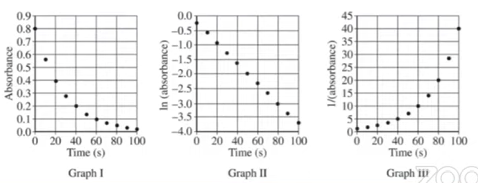 0.9
0.8
0.7
0.6
0.5
0.4
0.3
0.2
0.1
0.0
Absorbance
0 20 40 60 80 100
Time (s)
Graph I
0.0
−0.5
−1.0
−1.5
−2.0
−2.5
−3.0
−3.5
−4.0
ln (absorbance)
0 20 40 60 80 100
Time (s)
Graph II
45
40
35
30
25
20
15
10
5
0
1/(absorbance)
0 20 40 60 80 100
Time (s)
Graph III